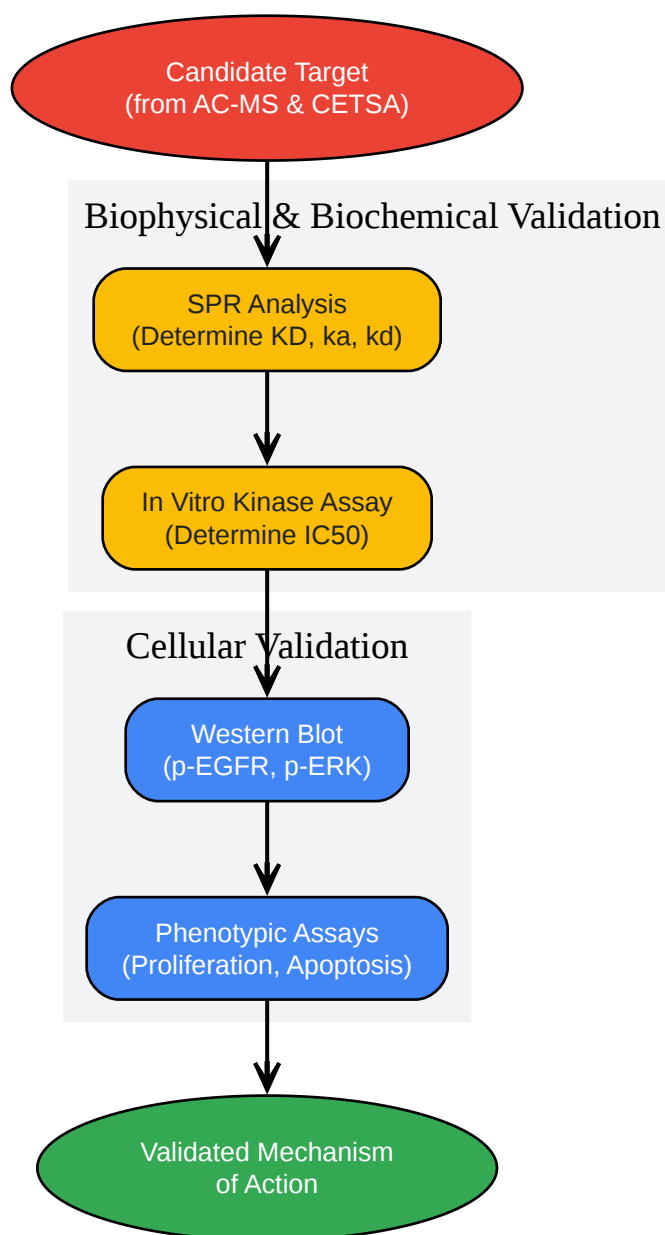 Candidate Target
(from AC-MS & CETSA)
Biophysical & Biochemical Validation
SPR Analysis
(Determine KD, ka, kd)
In Vitro Kinase Assay
(Determine IC50)
Cellular Validation
Western Blot
(p-EGFR, p-ERK)
Phenotypic Assays
(Proliferation, Apoptosis)
Validated Mechanism
of Action